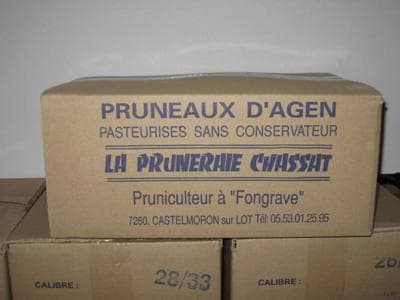 PRUNEAUX D'AGEN
PASTEURISES SANS CONSERVATEUR
LA PRUNERAIE CHASSAT
Pruniculteur à "Fongrave"
7260. CASTELMORON sur LOT Tél: 05.53.01.25.95
CALIBRE : 28/33
CALIBRE :